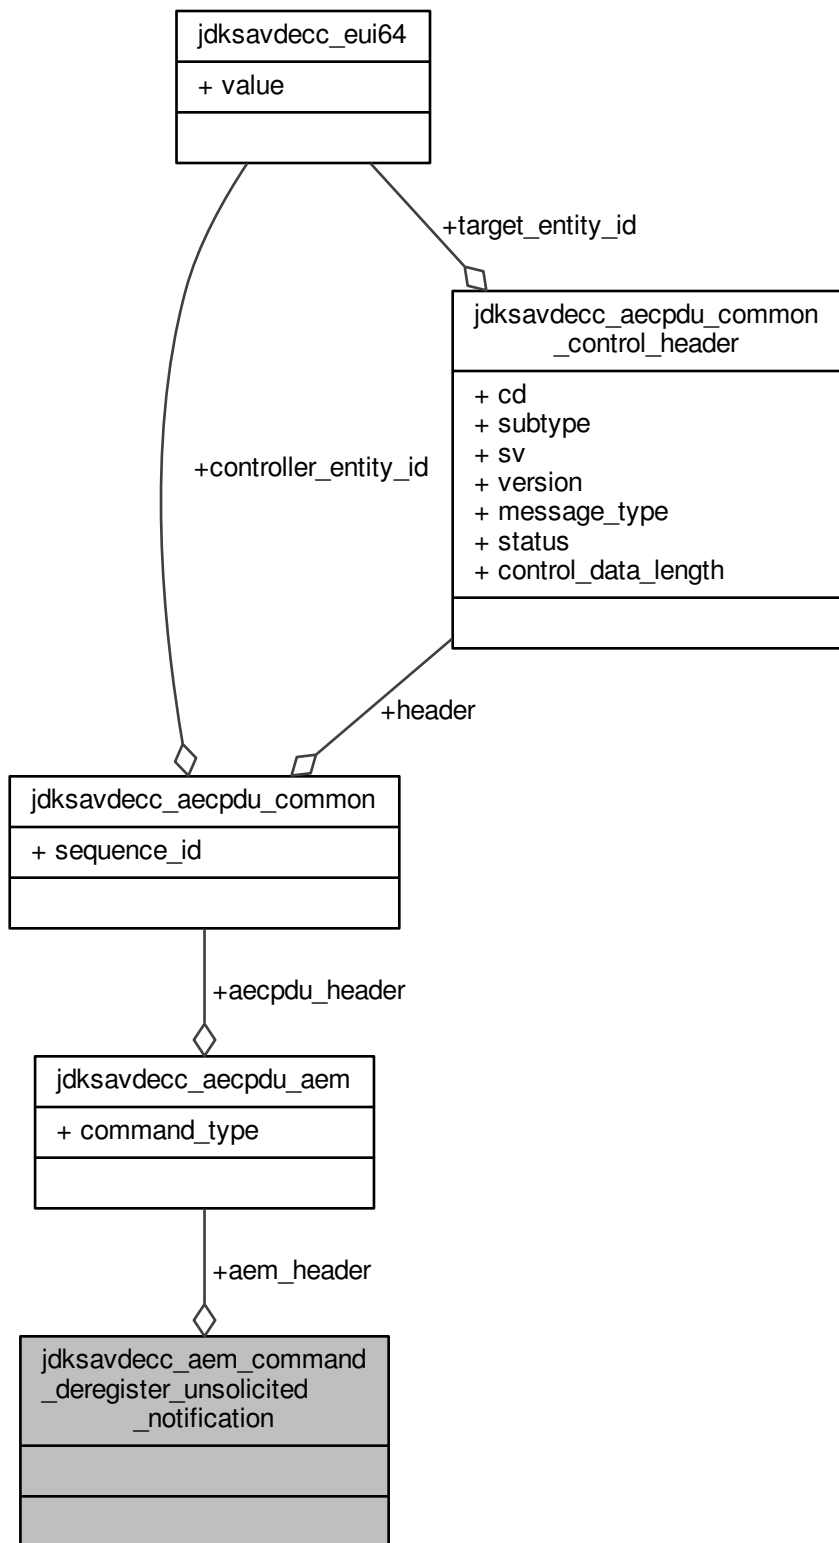 jdksavdecc_eui64
+ value
+target_entity_id
jdksavdecc_aecpdu_common
_control_header
+ cd
+ subtype
+ sv
+ version
+ message_type
+ status
+ control_data_length
+controller_entity_id
+header
jdksavdecc_aecpdu_common
+ sequence_id
+aecpdu_header
jdksavdecc_aecpdu_aem
+ command_type
+aem_header
jdksavdecc_aem_command
_deregister_unsolicited
_notification